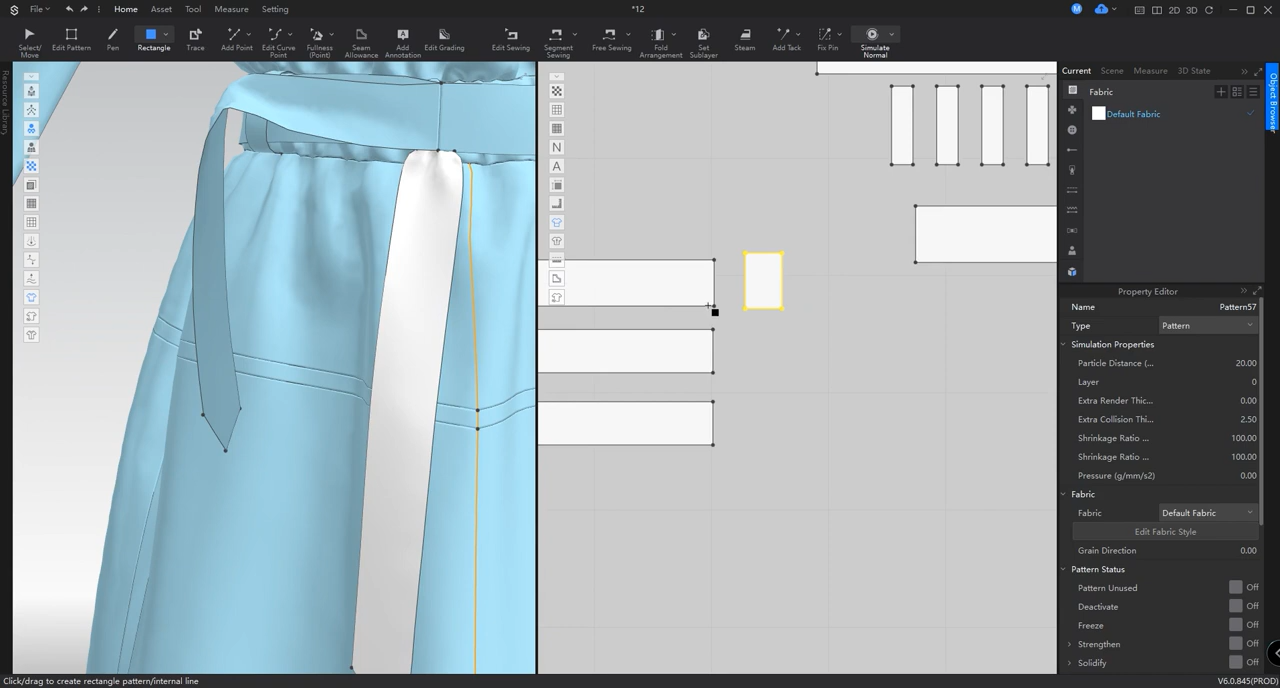 File
Home
Asset
Tool
Measure
Setting
*12
M
2D
3D
Select/
Move
Edit Pattern
Pen
Rectangle
Trace
Add Point
Edit Curve
Point
Fullness
(Point)
Seam
Allowance
Add
Annotation
Edit Grading
Edit Sewing
Segment
Sewing
Free Sewing
Fold
Arrangement
Set
Sublayer
Steam
Add Tack
Fix Pin
Simulate
Normal
Resource Library
N
A
Current
Scene
Measure
3D State
Object Browser
Fabric
Default Fabric
Property Editor
Name
Pattern57
Type
Pattern
Simulation Properties
Particle Distance (...
20.00
Layer
0
Extra Render Thic...
0.00
Extra Collision Thi...
2.50
Shrinkage Ratio ...
100.00
Shrinkage Ratio ...
100.00
Pressure (g/mm/s2)
0.00
Fabric
Fabric
Default Fabric
Edit Fabric Style
Grain Direction
0.00
Pattern Status
Pattern Unused
Off
Deactivate
Off
Freeze
Off
Strengthen
Off
Solidify
Off
Click/drag to create rectangle pattern/internal line
V6.0.845(PROD)